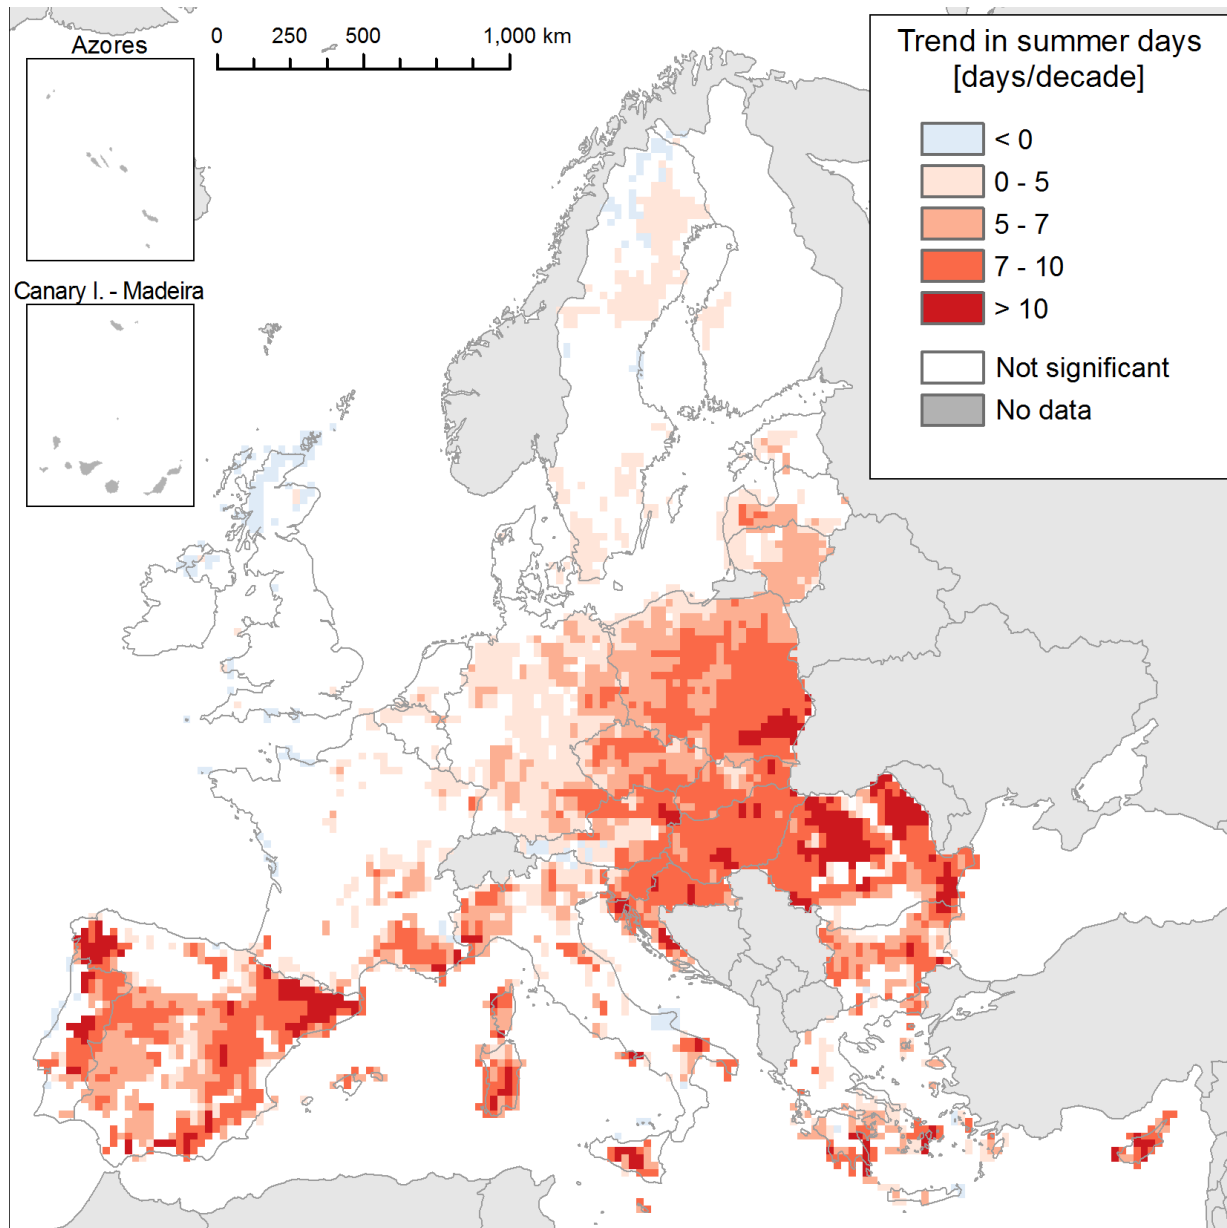 Azores
0 250 500 1,000 km
Canary I. - Madeira
Trend in summer days
[days/decade]
< 0
0 - 5
5 - 7
7 - 10
> 10
Not significant
No data